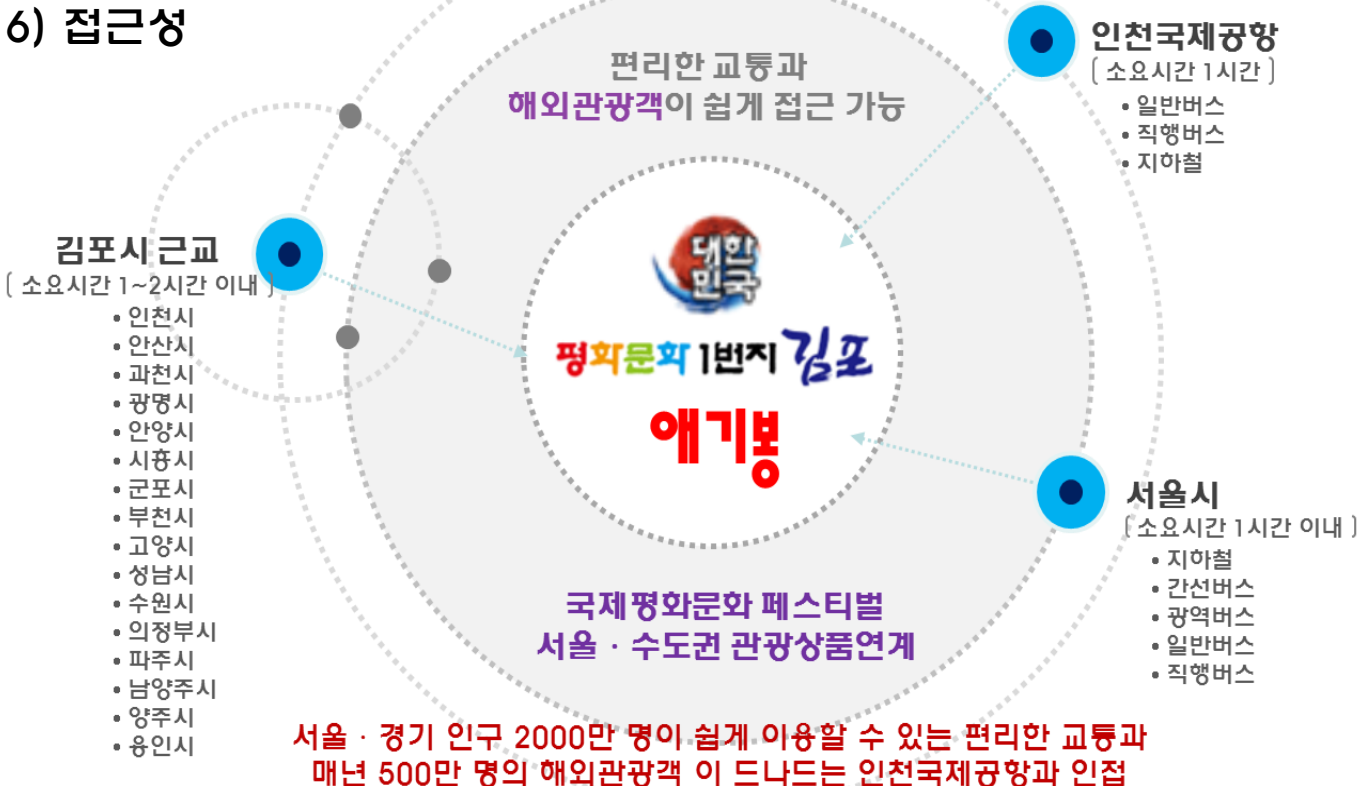 6) 접근성
편리한 교통과
해외관광객이 쉽게 접근 가능
인천국제공항
( 소요시간 1시간 )
• 일반버스
• 직행버스
• 지하철
김포시 근교
( 소요시간 1~2시간 이내 )
• 인천시
• 안산시
• 과천시
• 광명시
• 안양시
• 시흥시
• 군포시
• 부천시
• 고양시
• 성남시
• 수원시
• 의정부시
• 파주시
• 남양주시
• 양주시
• 용인시
대한
민국
평화문화 1번지 김포
애기봉
서울시
( 소요시간 1시간 이내 )
• 지하철
• 간선버스
• 광역버스
• 일반버스
• 직행버스
국제평화문화 페스티벌
서울 · 수도권 관광상품연계
서울 · 경기 인구 2000만 명이 쉽게 이용할 수 있는 편리한 교통과
매년 500만 명의 해외관광객 이 드나드는 인천국제공항과 인접